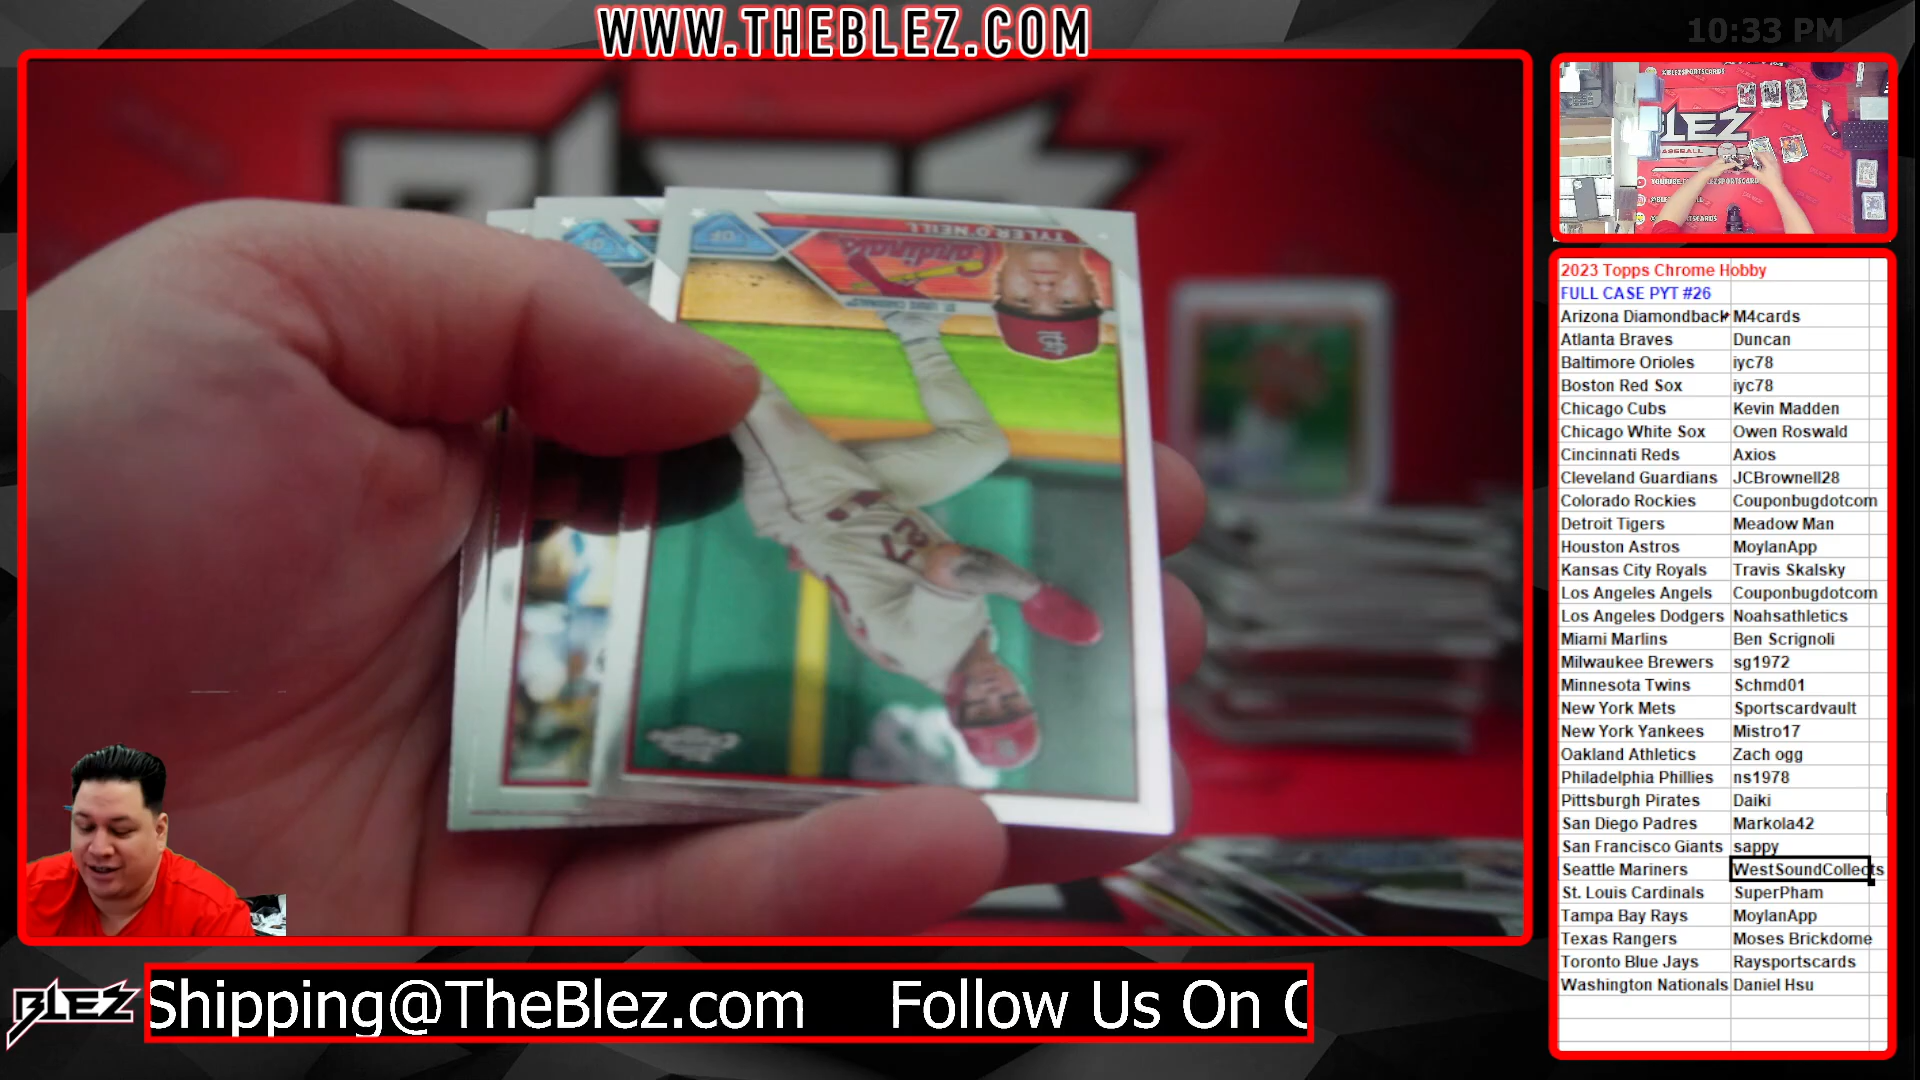 WWW.THEBLEZ.COM
10:33 PM
TYLER O'NEILL
OF
OF
Cardinals
ST. LOUIS CARDINALS
BLEZ
2023 Topps Chrome Hobby
FULL CASE PYT #26
Arizona Diamondback M4cards
Atlanta Braves Duncan
Baltimore Orioles iyc78
Boston Red Sox iyc78
Chicago Cubs Kevin Madden
Chicago White Sox Owen Roswald
Cincinnati Reds Axios
Cleveland Guardians JCBrownell28
Colorado Rockies Couponbugdotcom
Detroit Tigers Meadow Man
Houston Astros MoylanApp
Kansas City Royals Travis Skalsky
Los Angeles Angels Couponbugdotcom
Los Angeles Dodgers Noahsathletics
Miami Marlins Ben Scrignoli
Milwaukee Brewers sg1972
Minnesota Twins Schmd01
New York Mets Sportscardvault
New York Yankees Mistro17
Oakland Athletics Zach ogg
Philadelphia Phillies ns1978
Pittsburgh Pirates Daiki
San Diego Padres Markola42
San Francisco Giants sappy
Seattle Mariners WestSoundCollects
St. Louis Cardinals SuperPham
Tampa Bay Rays MoylanApp
Texas Rangers Moses Brickdome
Toronto Blue Jays Raysportscards
Washington Nationals Daniel Hsu
BLEZ
Shipping@TheBlez.com Follow Us On